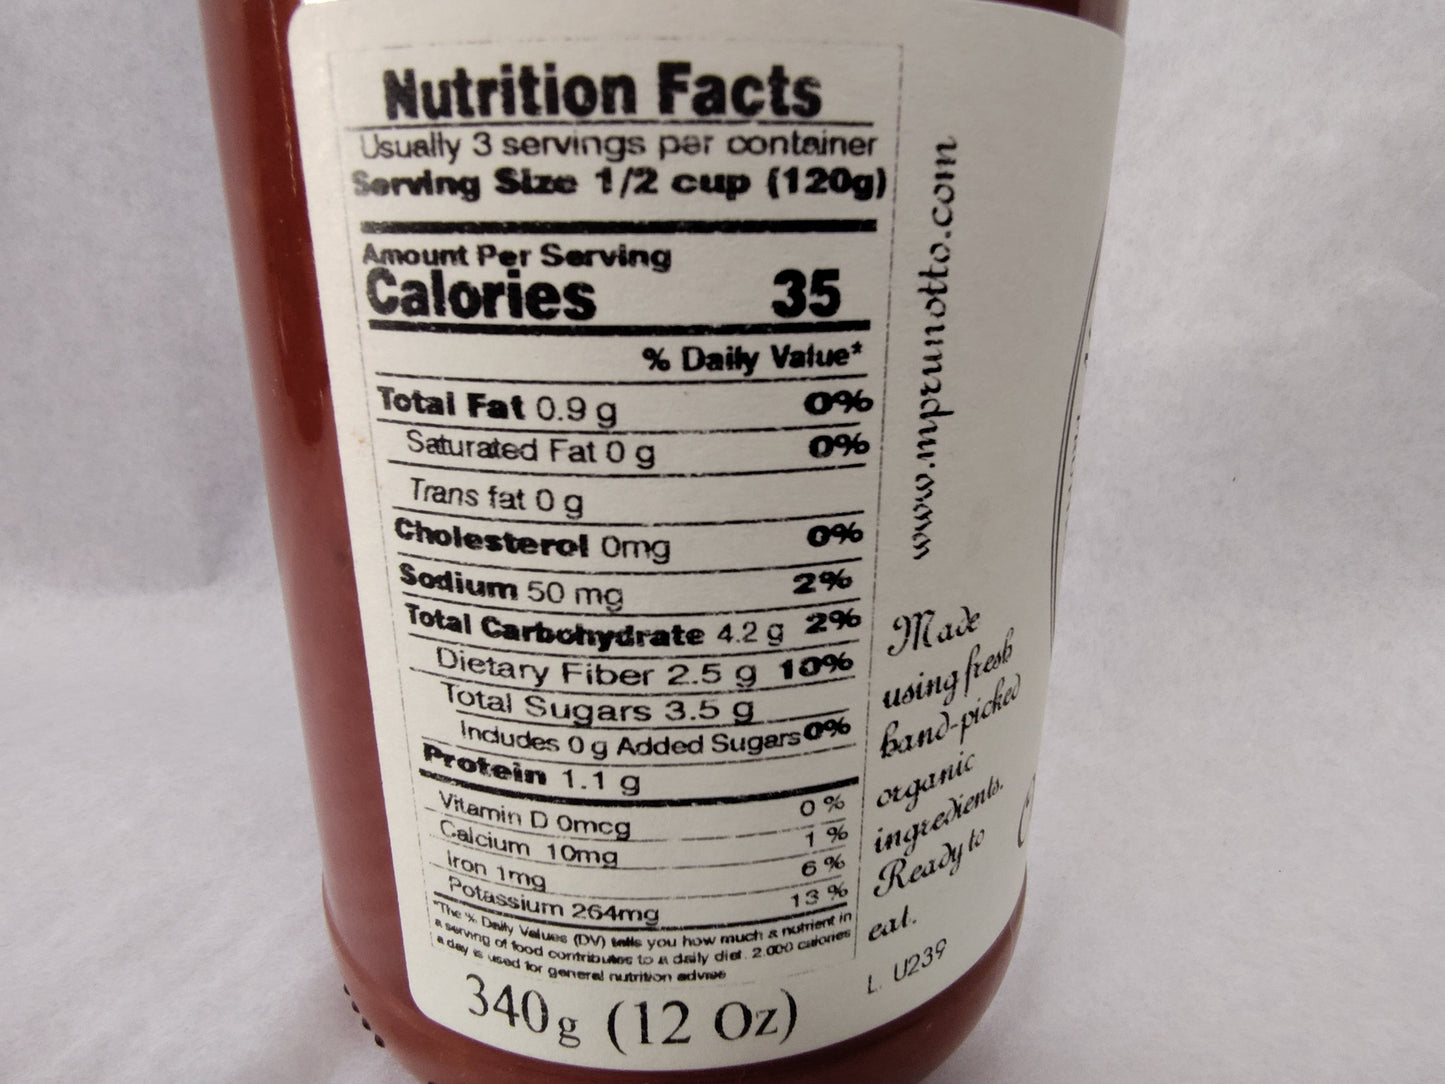 Nutrition Facts
Usually 3 servings per container
Serving Size 1/2 cup (120g)
Amount Per Serving
Calories 35
% Daily Value*
Total Fat 0.9 g 0%
Saturated Fat 0 g 0%
Trans fat 0 g
Cholesterol 0mg 0%
Sodium 50 mg 2%
Total Carbohydrate 4.2 g 2%
Dietary Fiber 2.5 g 10%
Total Sugars 3.5 g
Includes 0 g Added Sugars 0%
Protein 1.1 g
Vitamin D 0mcg 0 %
Calcium 10mg 1 %
Iron 1mg 6 %
Potassium 264mg 13 %
*The % Daily Values (DV) tells you how much a nutrient in
a serving of food contributes to a daily diet. 2.000 calories
a day is used for general nutrition advise
340g (12 Oz)
www.mprunotto.com
Made
using fresh
hand-picked
organic
ingredients.
Ready to
eat.
L. U239